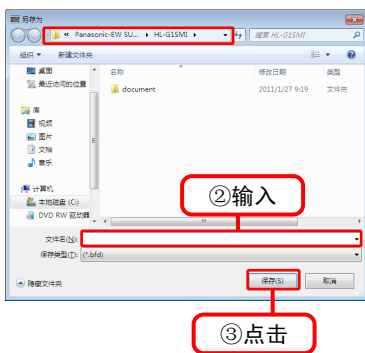 另存为
« Panasonic-EW SU... ▸ HL-G1SMI ▸
搜索 HL-G1SMI
组织 ▼ 新建文件夹
名称 修改日期 类型
桌面
最近访问的位置
document 2011/1/27 9:19 文件夹
库
视频
图片
文档
音乐
计算机
本地磁盘 (C:)
DVD RW 驱动器
②输入
文件名(N):
保存类型(T): (*.bfd)
隐藏文件夹 保存(S) 取消
③点击